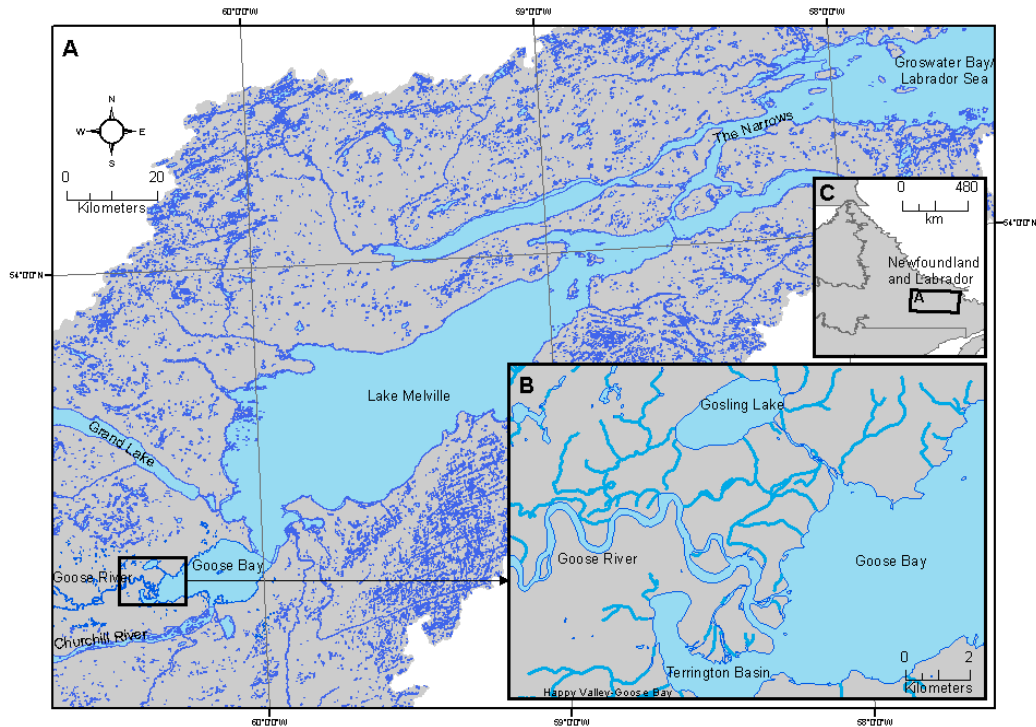 60°0'0"W
59°0'0"W
58°0'0"W
A
Groswater Bay/
Labrador Sea
N
W
E
S
The Narrows
0
20
Kilometers
C
0
480
km
54°0'0"N
54°0'0"N
Newfoundland
and Labrador
A
Lake Melville
B
Gosling Lake
Grand Lake
Goose River
Goose Bay
Goose Bay
Goose River
Churchill River
0
2
Kilometers
Terrington Basin
Happy Valley-Goose Bay
60°0'0"W
59°0'0"W
58°0'0"W